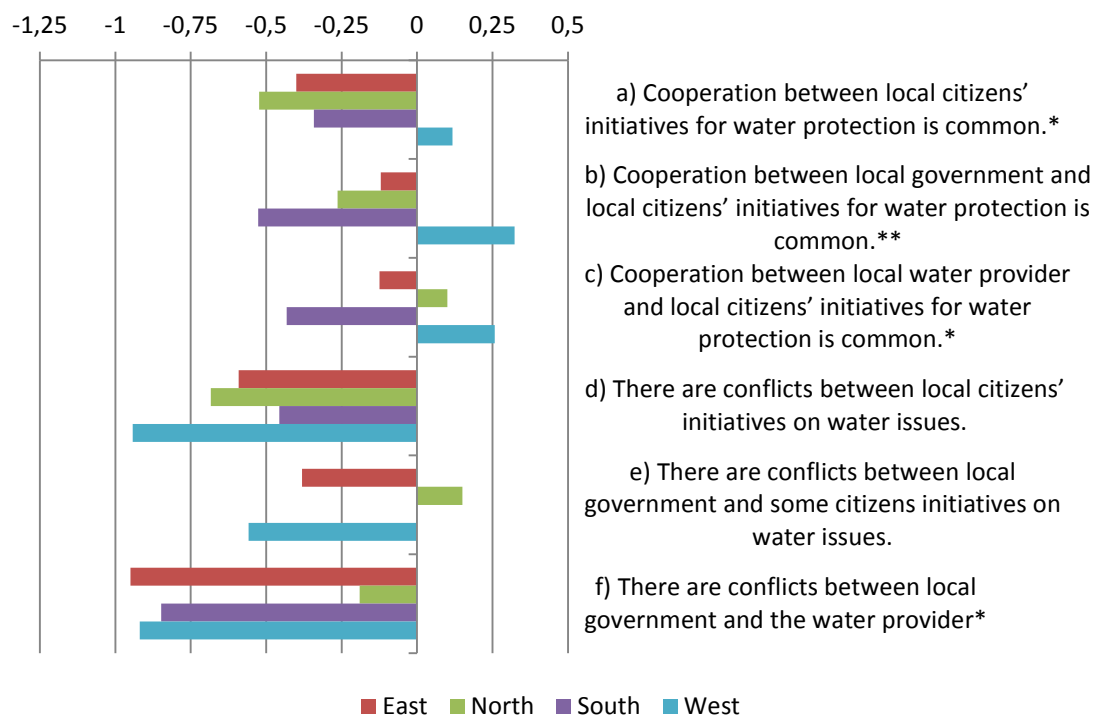 -1,25 -1 -0,75 -0,5 -0,25 0 0,25 0,5
a) Cooperation between local citizens’
initiatives for water protection is common.*
b) Cooperation between local government and
local citizens’ initiatives for water protection is
common.**
c) Cooperation between local water provider
and local citizens’ initiatives for water
protection is common.*
d) There are conflicts between local citizens’
initiatives on water issues.
e) There are conflicts between local
government and some citizens initiatives on
water issues.
f) There are conflicts between local
government and the water provider*
East North South West